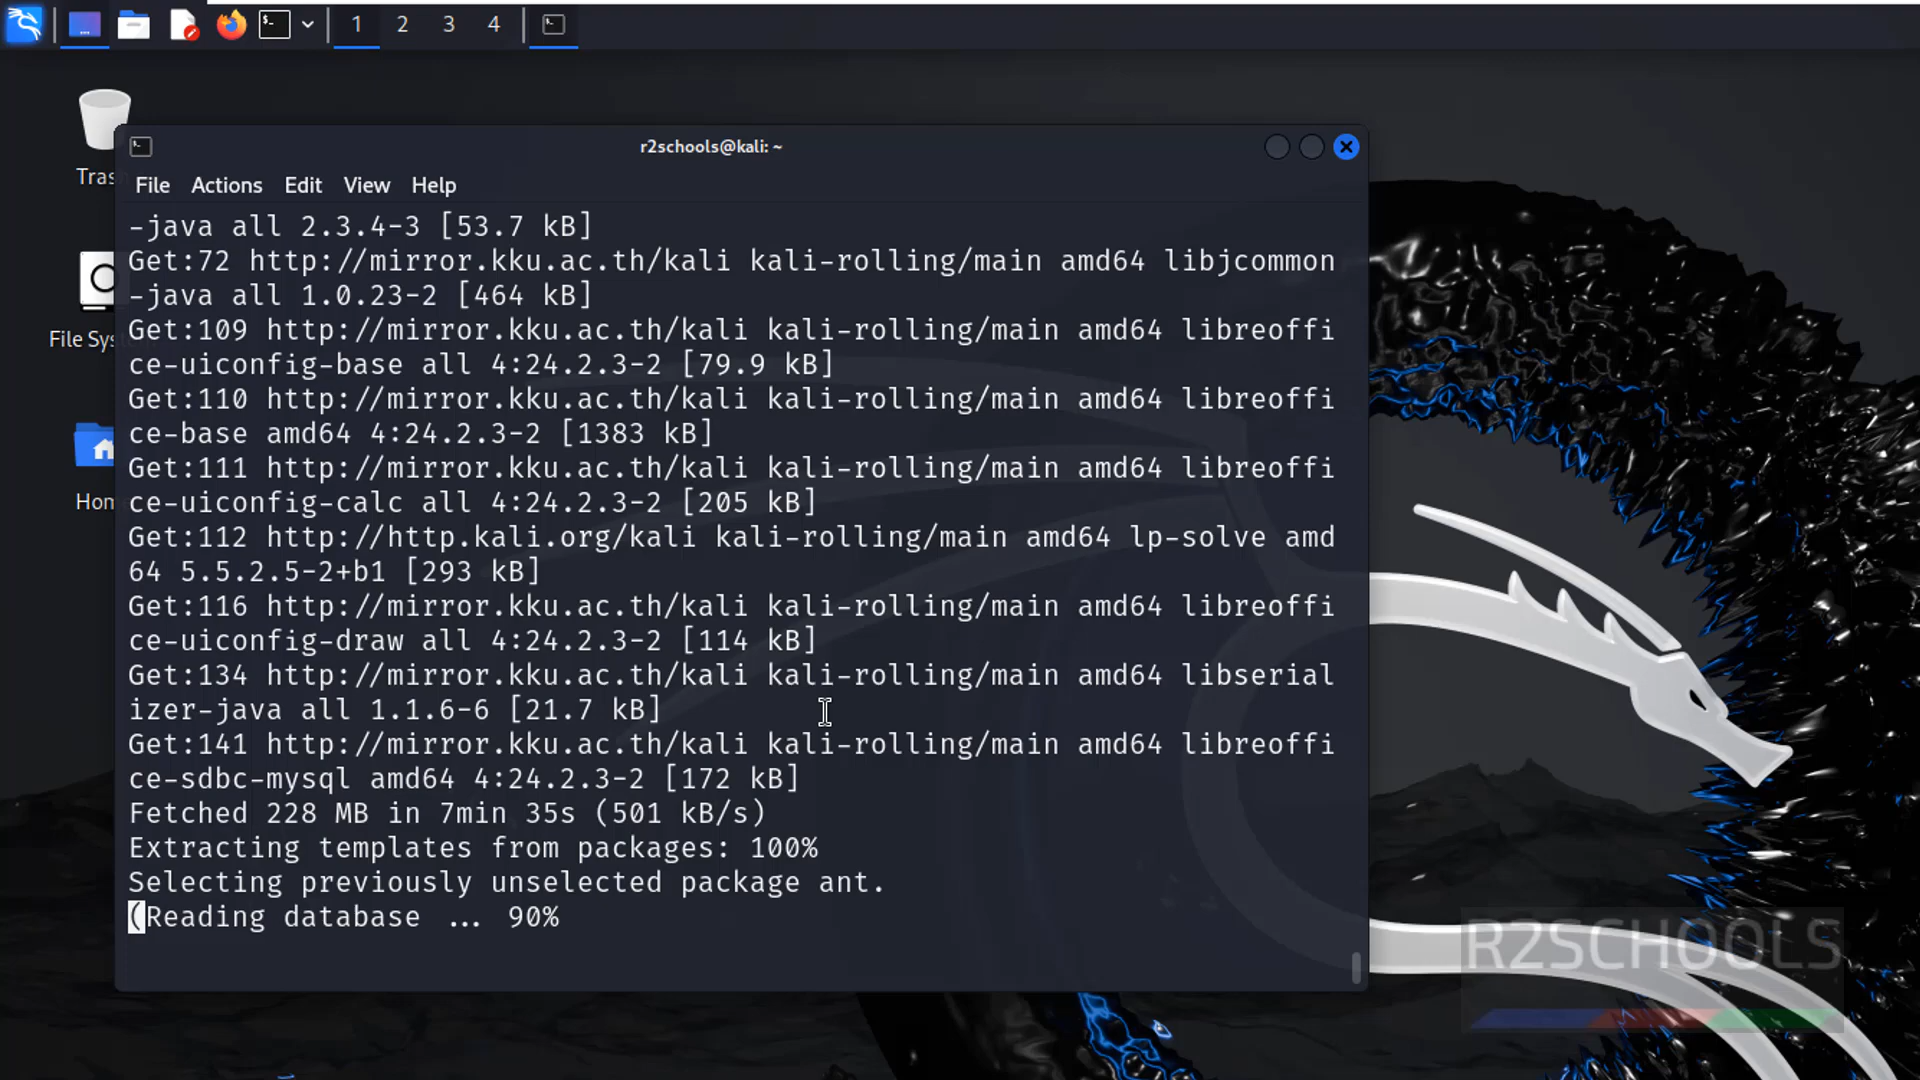 1 2 3 4
r2schools@kali: ~
File Actions Edit View Help
Tras
File Sys
Hom
-java all 2.3.4-3 [53.7 kB]
Get:72 http://mirror.kku.ac.th/kali kali-rolling/main amd64 libjcommon
-java all 1.0.23-2 [464 kB]
Get:109 http://mirror.kku.ac.th/kali kali-rolling/main amd64 libreoffi
ce-uiconfig-base all 4:24.2.3-2 [79.9 kB]
Get:110 http://mirror.kku.ac.th/kali kali-rolling/main amd64 libreoffi
ce-base amd64 4:24.2.3-2 [1383 kB]
Get:111 http://mirror.kku.ac.th/kali kali-rolling/main amd64 libreoffi
ce-uiconfig-calc all 4:24.2.3-2 [205 kB]
Get:112 http://http.kali.org/kali kali-rolling/main amd64 lp-solve amd
64 5.5.2.5-2+b1 [293 kB]
Get:116 http://mirror.kku.ac.th/kali kali-rolling/main amd64 libreoffi
ce-uiconfig-draw all 4:24.2.3-2 [114 kB]
Get:134 http://mirror.kku.ac.th/kali kali-rolling/main amd64 libserial
izer-java all 1.1.6-6 [21.7 kB]
Get:141 http://mirror.kku.ac.th/kali kali-rolling/main amd64 libreoffi
ce-sdbc-mysql amd64 4:24.2.3-2 [172 kB]
Fetched 228 MB in 7min 35s (501 kB/s)
Extracting templates from packages: 100%
Selecting previously unselected package ant.
(Reading database ... 90%
R2SCHOOLS